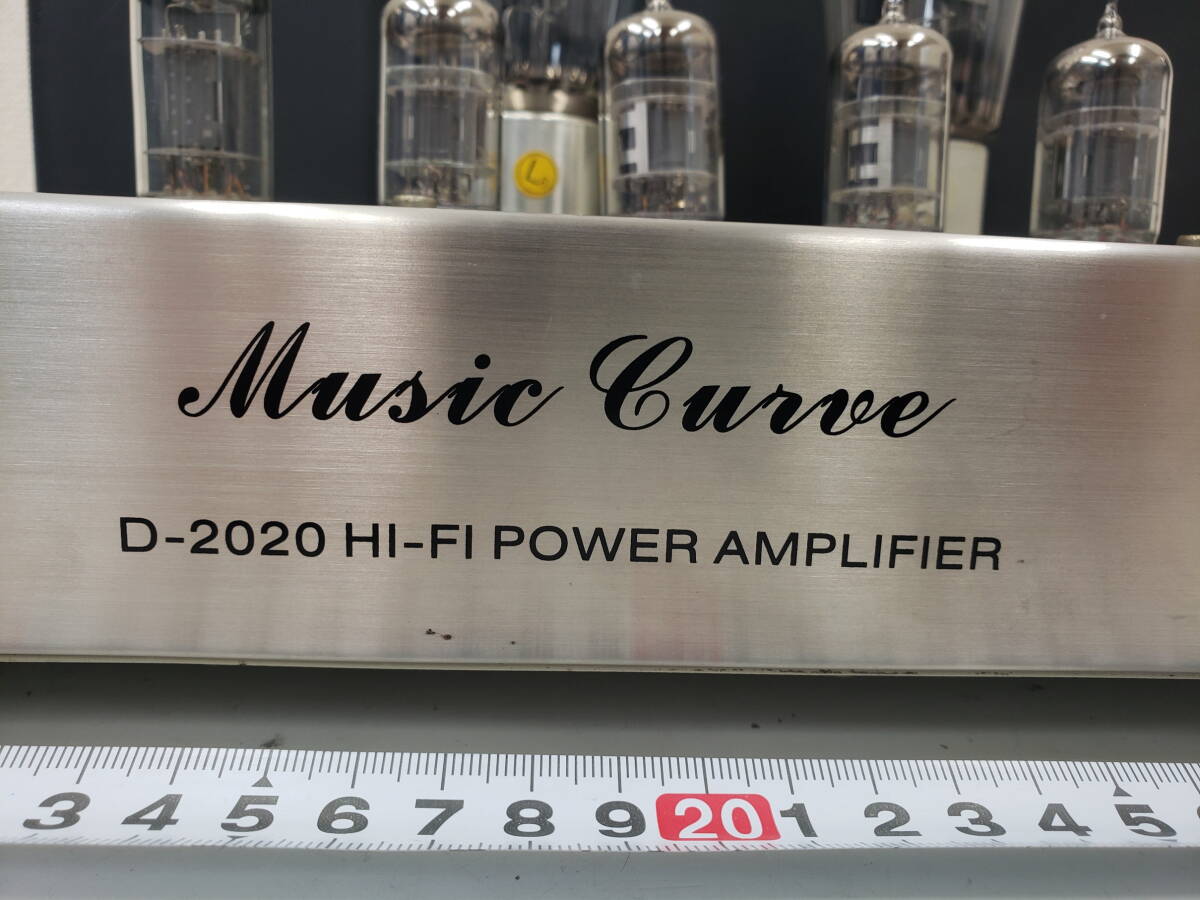 L
Music Curve
D-2020 HI-FI POWER AMPLIFIER
3 4 5 6 7 8 9 20 1 2 3 4 5